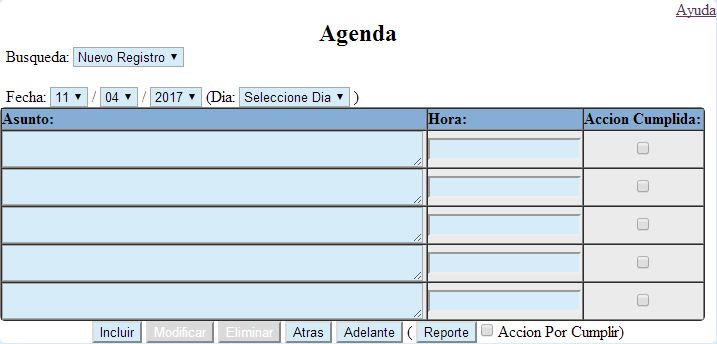 Ayuda
Agenda
Busqueda: Nuevo Registro
Fecha: 11 / 04 / 2017 (Dia: Seleccione Dia )
Asunto: Hora: Accion Cumplida:
Incluir Modificar Eliminar Atras Adelante ( Reporte Accion Por Cumplir)